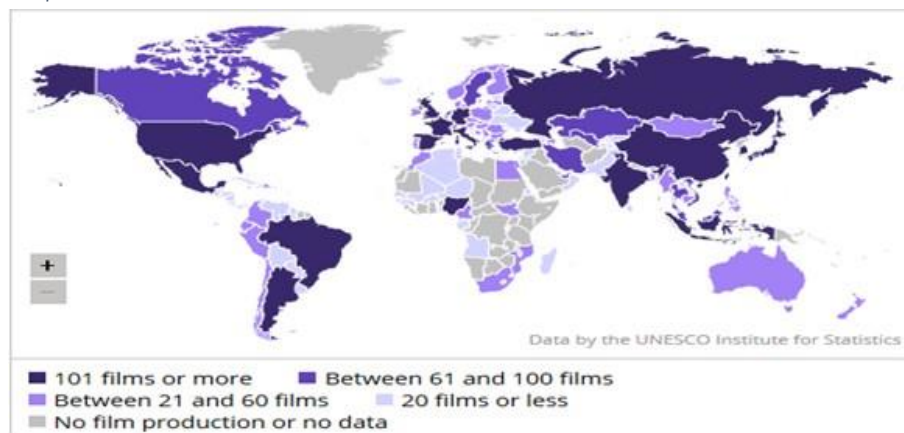 +
−
Data by the UNESCO Institute for Statistics
101 films or more Between 61 and 100 films
Between 21 and 60 films 20 films or less
No film production or no data